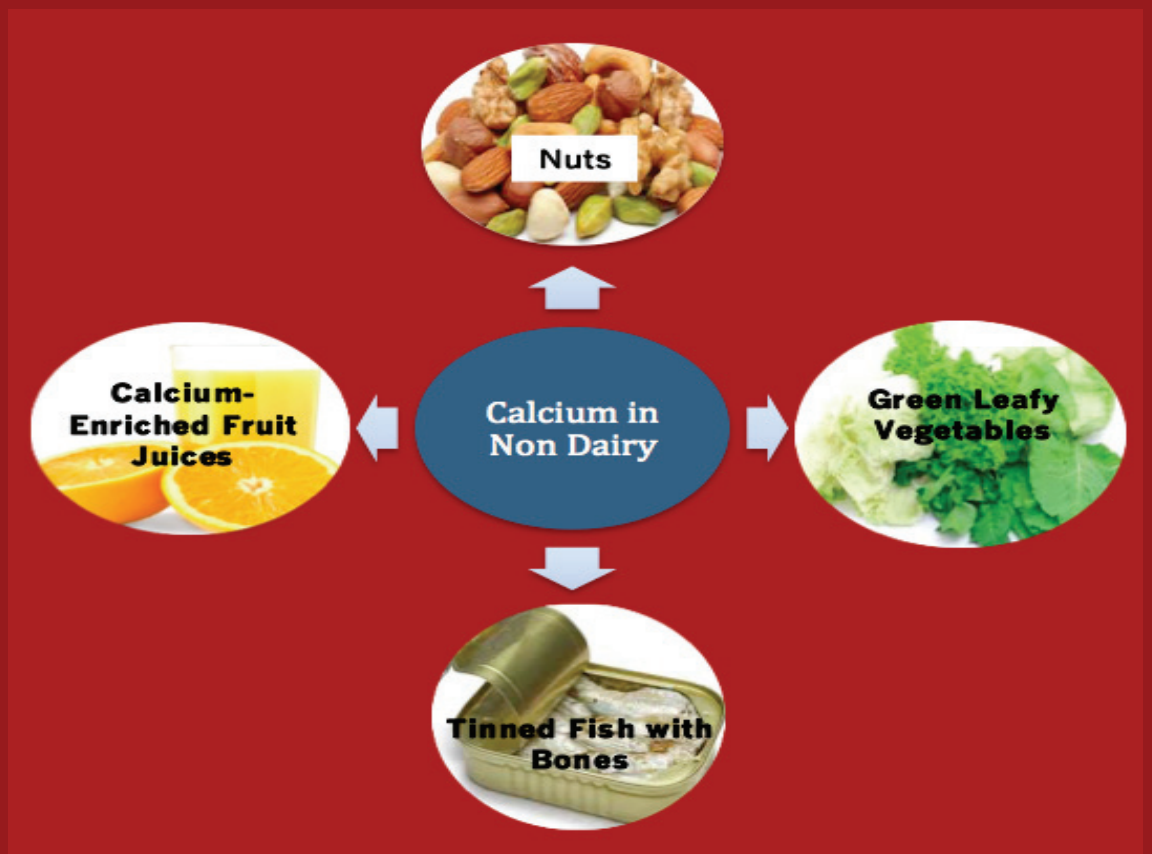 Nuts
Calcium-
Enriched Fruit
Juices
Calcium in
Non Dairy
Green Leafy
Vegetables
Tinned Fish with
Bones